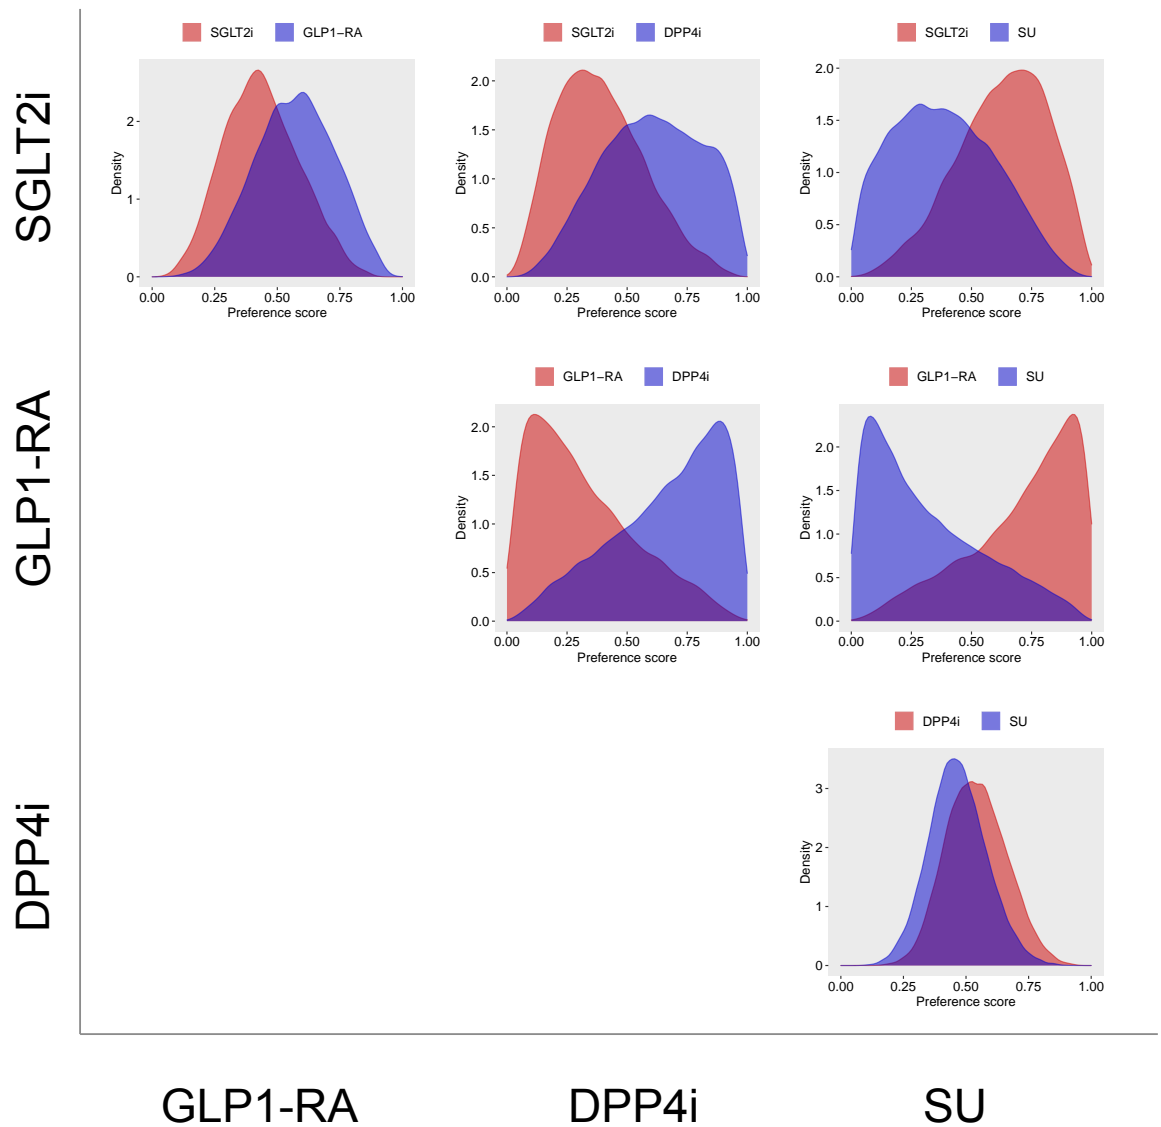 SGLT2i GLP1−RA
SGLT2i DPP4i
SGLT2i SU
SGLT2i
Density
2
1
0
0.00 0.25 0.50 0.75 1.00
Preference score
Density
2.0
1.5
1.0
0.5
0.0
0.00 0.25 0.50 0.75 1.00
Preference score
Density
2.0
1.5
1.0
0.5
0.0
0.00 0.25 0.50 0.75 1.00
Preference score
GLP1-RA
GLP1−RA DPP4i
Density
2.0
1.5
1.0
0.5
0.0
0.00 0.25 0.50 0.75 1.00
Preference score
GLP1−RA SU
Density
2.0
1.5
1.0
0.5
0.0
0.00 0.25 0.50 0.75 1.00
Preference score
DPP4i
DPP4i SU
Density
3
2
1
0
0.00 0.25 0.50 0.75 1.00
Preference score
GLP1-RA DPP4i SU